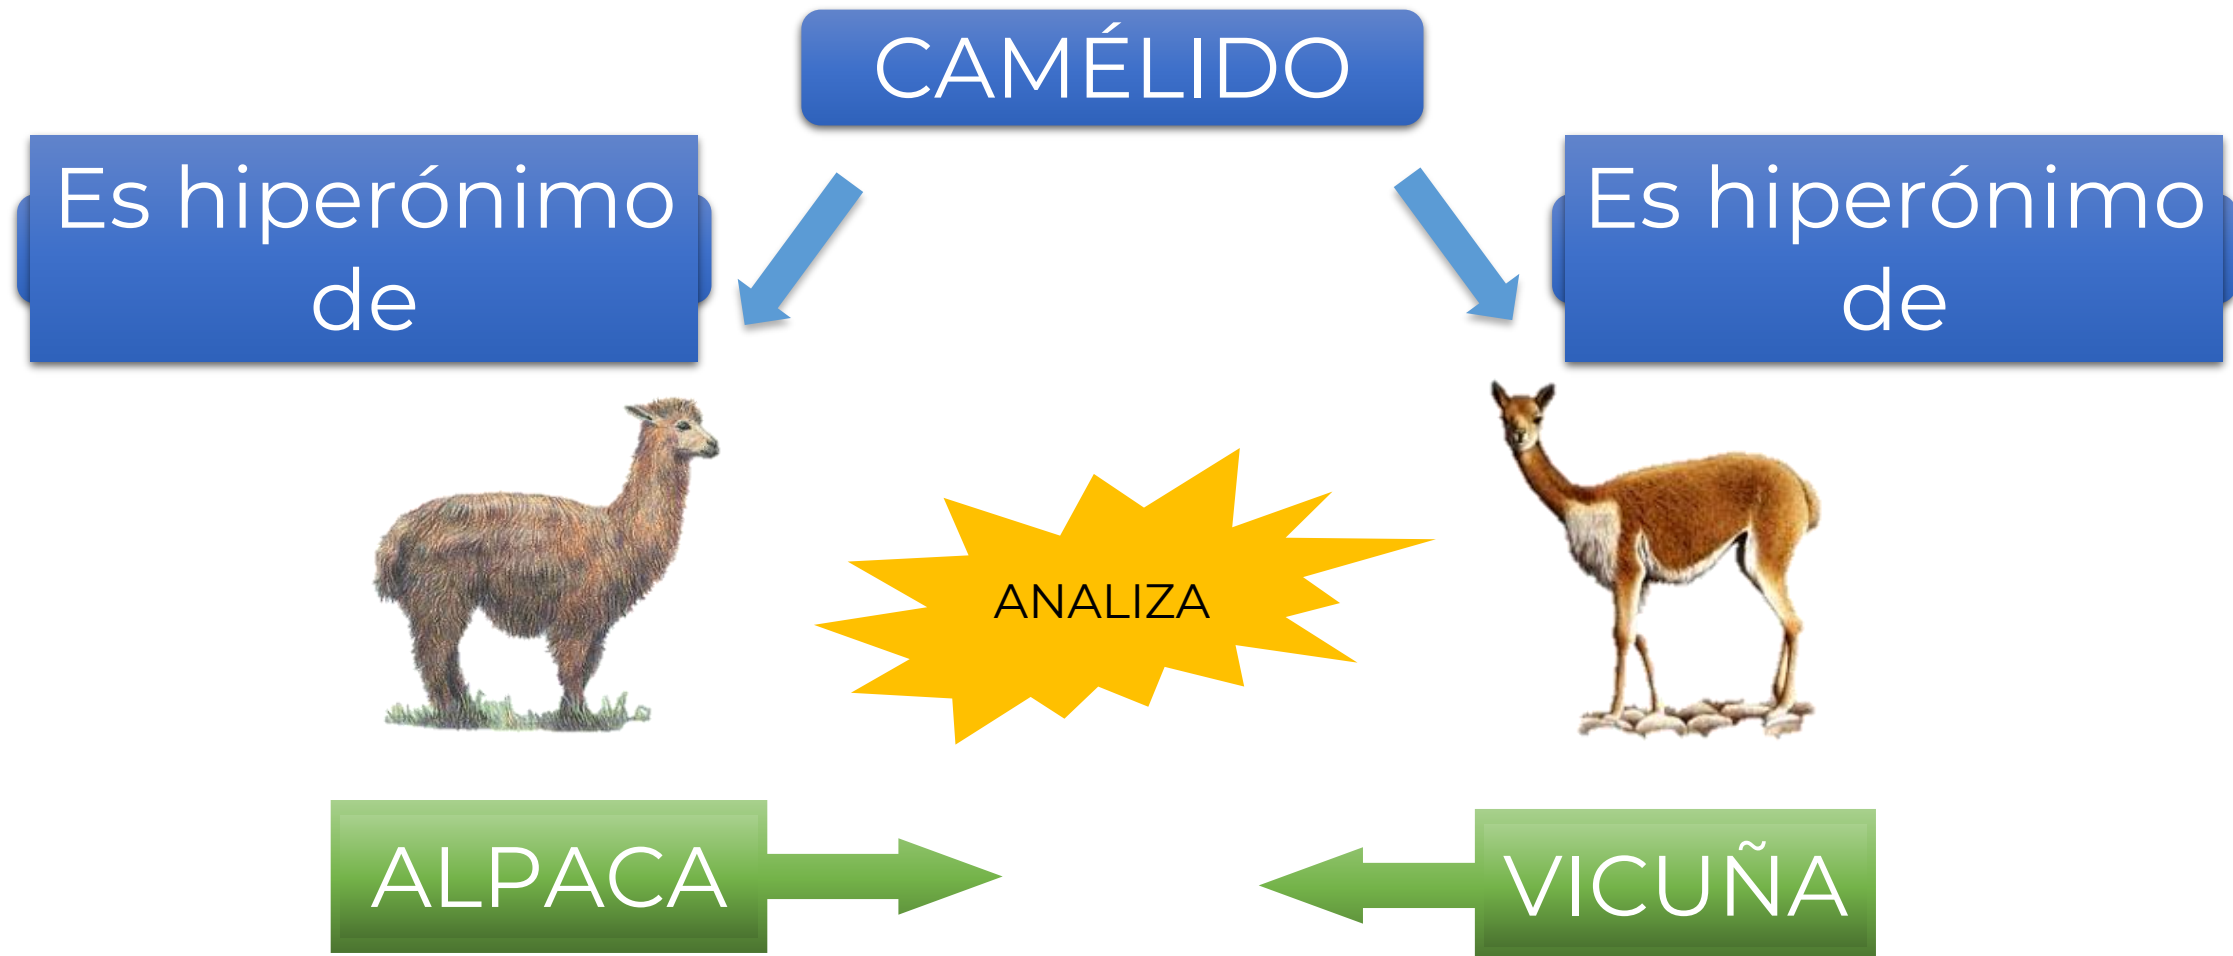 CAMÉLIDO
Es hiperónimo
de
Es hiperónimo
de
ANALIZA
ALPACA
VICUÑA